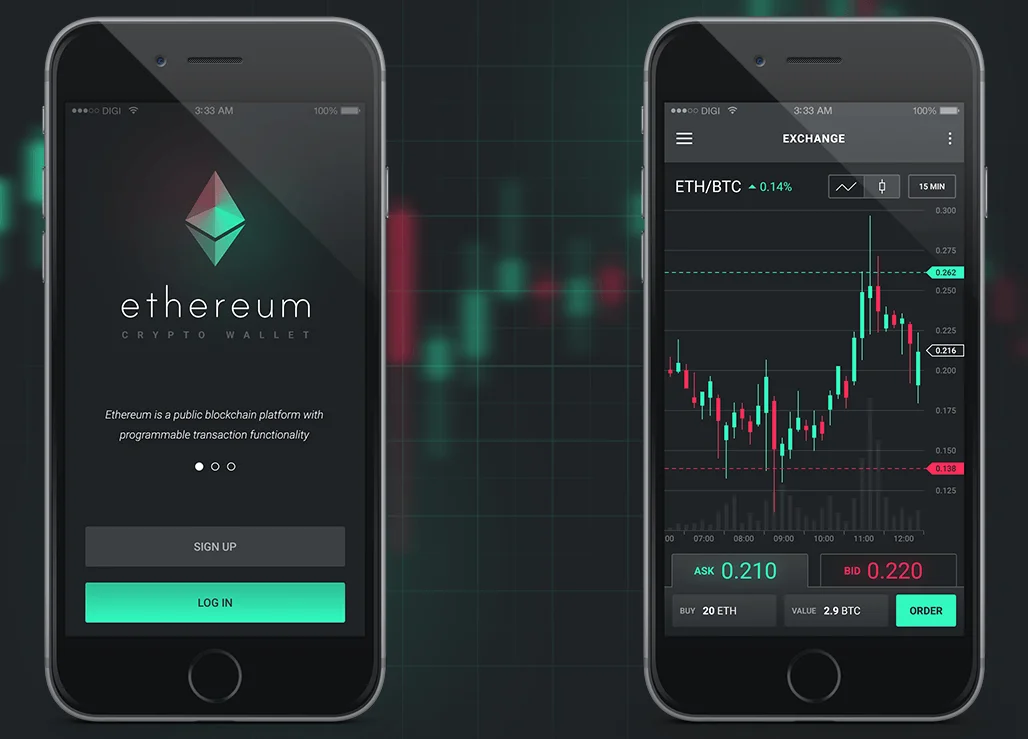 DIGI
3:33 AM
100%
ethereum
CRYPTO WALLET
Ethereum is a public blockchain platform with
programmable transaction functionality
SIGN UP
LOG IN
DIGI
3:33 AM
100%
EXCHANGE
ETH/BTC
0.14%
15 MIN
0.300
0.275
0.262
0.250
0.225
0.216
0.200
0.175
0.150
0.138
0.125
00
07:00
08:00
09:00
10:00
11:00
12:00
ASK 0.210
BID 0.220
BUY 20 ETH
VALUE 2.9 BTC
ORDER